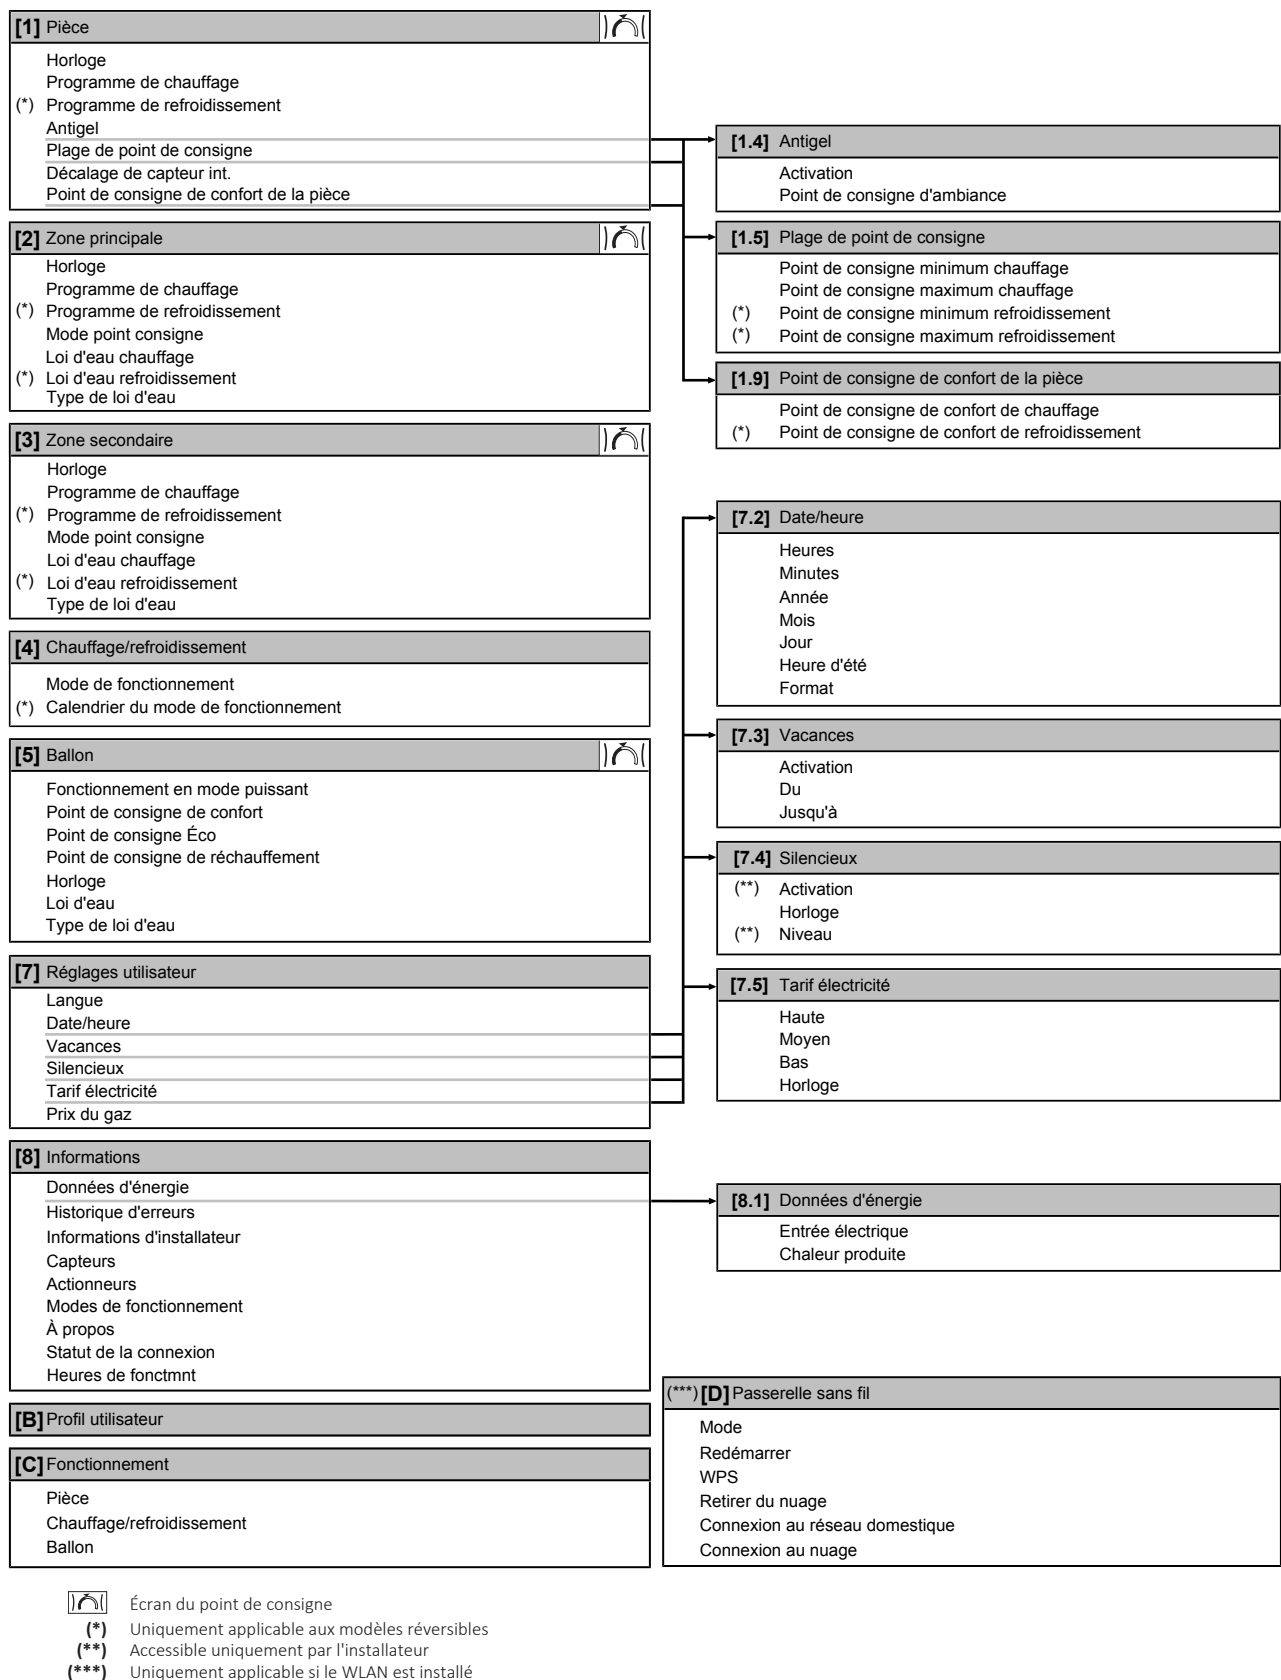 [1] Pièce
Horloge
Programme de chauffage
(*) Programme de refroidissement
Antigel
Plage de point de consigne
Décalage de capteur int.
Point de consigne de confort de la pièce
[2] Zone principale
Horloge
Programme de chauffage
(*) Programme de refroidissement
Mode point consigne
Loi d'eau chauffage
(*) Loi d'eau refroidissement
Type de loi d'eau
[3] Zone secondaire
Horloge
Programme de chauffage
(*) Programme de refroidissement
Mode point consigne
Loi d'eau chauffage
(*) Loi d'eau refroidissement
Type de loi d'eau
[4] Chauffage/refroidissement
Mode de fonctionnement
(*) Calendrier du mode de fonctionnement
[5] Ballon
Fonctionnement en mode puissant
Point de consigne de confort
Point de consigne Éco
Point de consigne de réchauffement
Horloge
Loi d'eau
Type de loi d'eau
[7] Réglages utilisateur
Langue
Date/heure
Vacances
Silencieux
Tarif électricité
Prix du gaz
[8] Informations
Données d'énergie
Historique d'erreurs
Informations d'installateur
Capteurs
Actionneurs
Modes de fonctionnement
À propos
Statut de la connexion
Heures de fonctmnt
[B] Profil utilisateur
[C] Fonctionnement
Pièce
Chauffage/refroidissement
Ballon
[1.4] Antigel
Activation
Point de consigne d'ambiance
[1.5] Plage de point de consigne
Point de consigne minimum chauffage
Point de consigne maximum chauffage
(*) Point de consigne minimum refroidissement
(*) Point de consigne maximum refroidissement
[1.9] Point de consigne de confort de la pièce
Point de consigne de confort de chauffage
(*) Point de consigne de confort de refroidissement
[7.2] Date/heure
Heures
Minutes
Année
Mois
Jour
Heure d'été
Format
[7.3] Vacances
Activation
Du
Jusqu'à
[7.4] Silencieux
(**) Activation
Horloge
(**) Niveau
[7.5] Tarif électricité
Haute
Moyen
Bas
Horloge
[8.1] Données d'énergie
Entrée électrique
Chaleur produite
(***) [D] Passerelle sans fil
Mode
Redémarrer
WPS
Retirer du nuage
Connexion au réseau domestique
Connexion au nuage
Écran du point de consigne
(*) Uniquement applicable aux modèles réversibles
(**) Accessible uniquement par l'installateur
(***) Uniquement applicable si le WLAN est installé